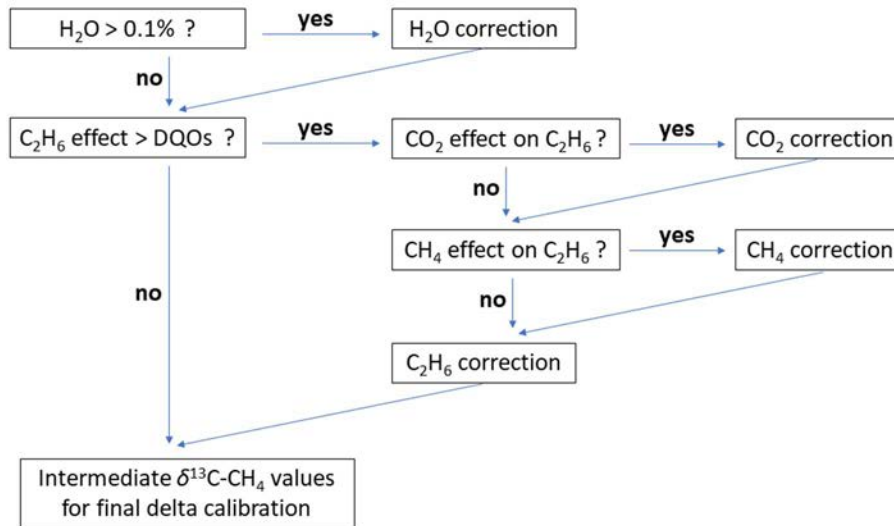 H₂O > 0.1% ?
yes
H₂O correction
no
C₂H₆ effect > DQOs ?
yes
CO₂ effect on C₂H₆ ?
yes
CO₂ correction
no
CH₄ effect on C₂H₆ ?
yes
CH₄ correction
no
no
C₂H₆ correction
Intermediate δ¹³C-CH₄ values
for final delta calibration